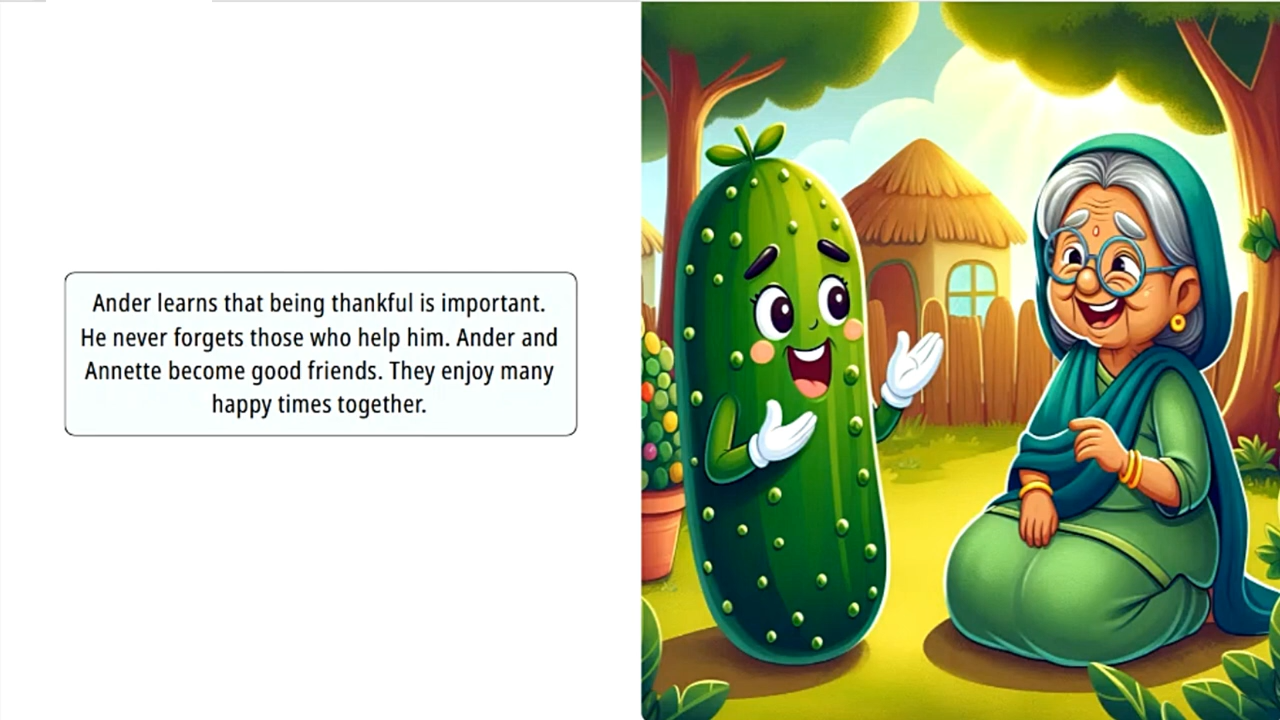 Ander learns that being thankful is important.
He never forgets those who help him. Ander and
Annette become good friends. They enjoy many
happy times together.